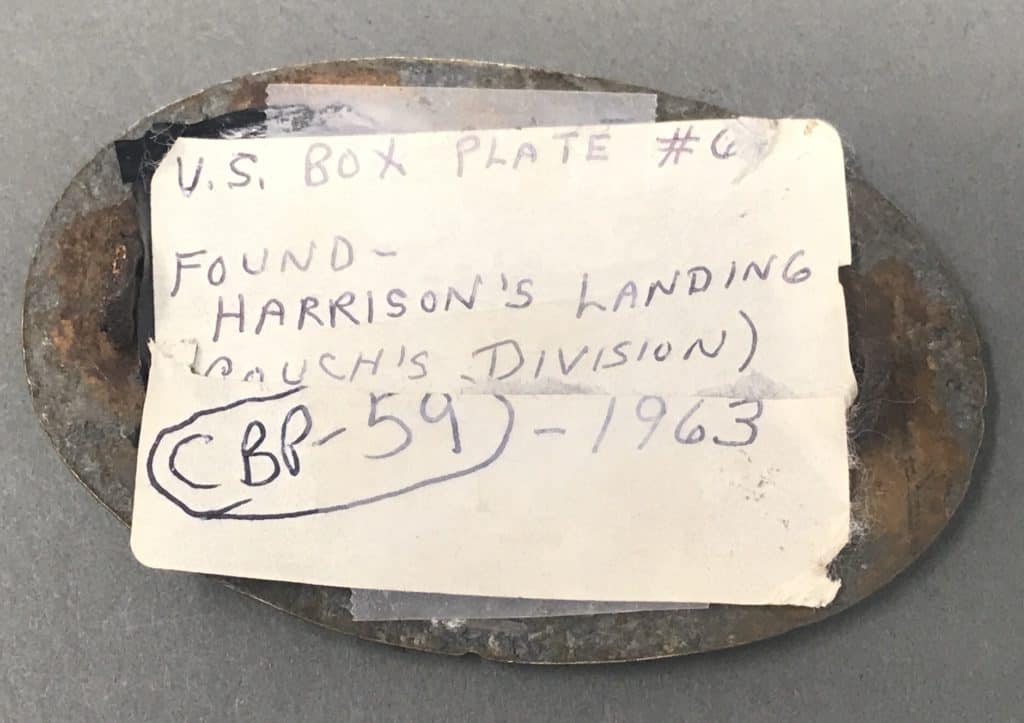 U.S. BOX PLATE #6
FOUND-
HARRISON'S LANDING
DIVISION)
CBP-59 - 1963